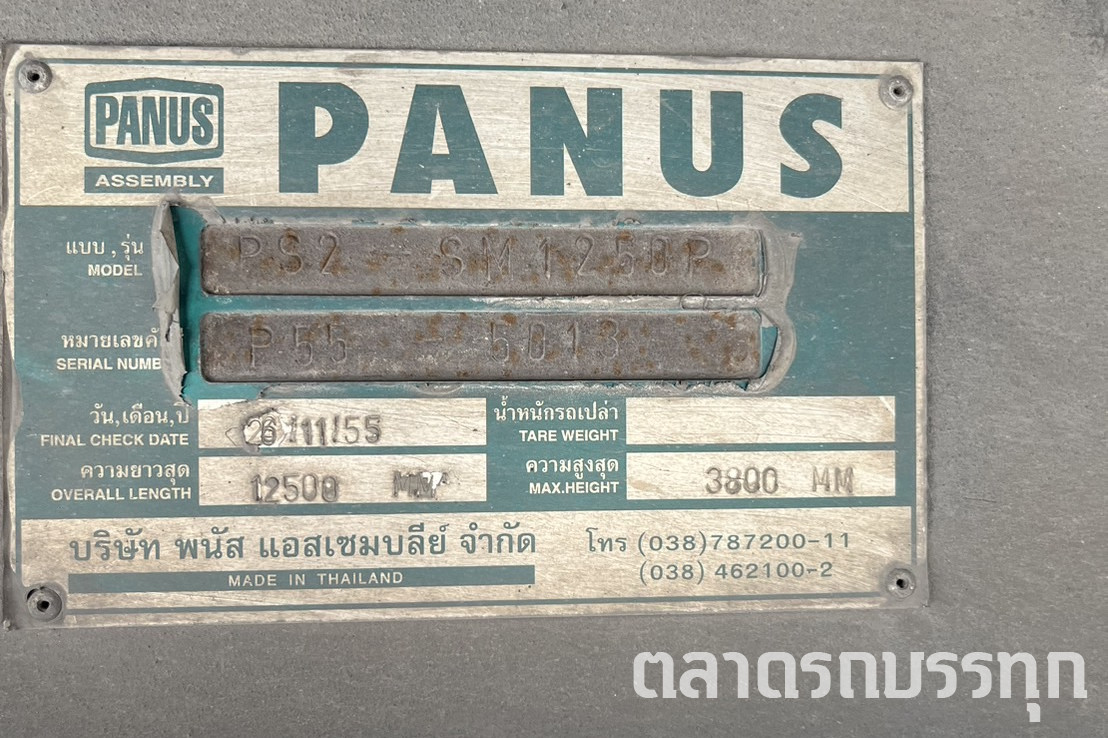 PANUS
ASSEMBLY
PANUS
แบบ , รุ่น
MODEL
PS2 - SM1250P
หมายเลขคั
SERIAL NUMB
P55 - 5013
วัน,เดือน,ปี
FINAL CHECK DATE
26/11/55
น้ำหนักรถเปล่า
TARE WEIGHT
ความยาวสุด
OVERALL LENGTH
12500 MM
ความสูงสุด
MAX.HEIGHT
3800 MM
บริษัท พนัส แอสเซมบลีย์ จำกัด
MADE IN THAILAND
โทร (038)787200-11
(038) 462100-2
ตลาดรถบรรทุก